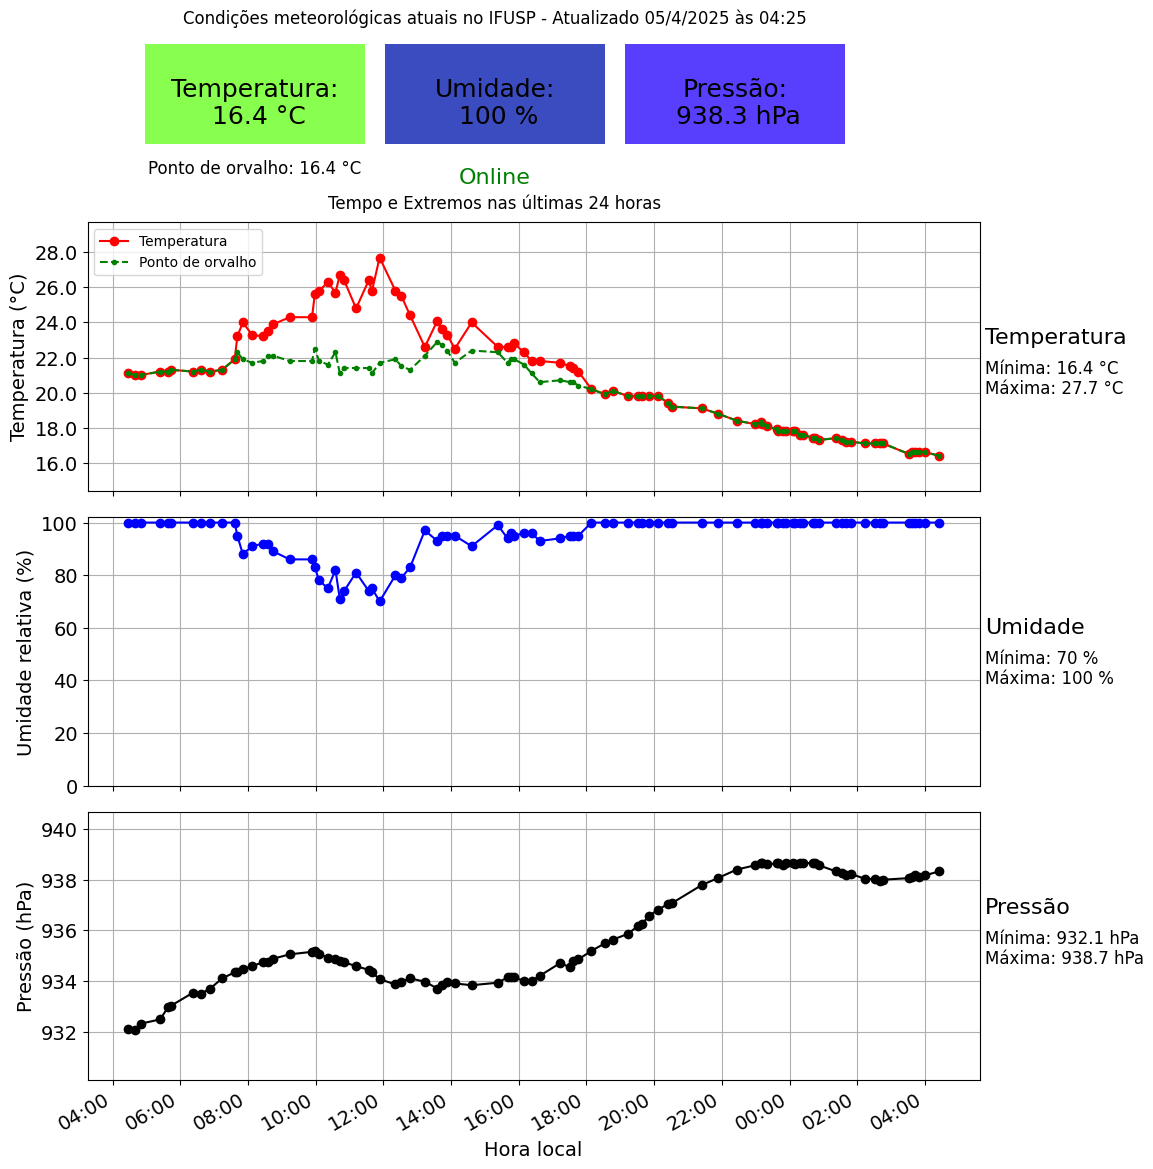 Condições meteorológicas atuais no IFUSP - Atualizado 05/4/2025 às 04:25
Temperatura:
16.4 °C
Umidade:
100 %
Pressão:
938.3 hPa
Ponto de orvalho: 16.4 °C
Online
Tempo e Extremos nas últimas 24 horas
Temperatura
Ponto de orvalho
Temperatura (°C)
28.0
26.0
24.0
22.0
20.0
18.0
16.0
Temperatura
Mínima: 16.4 °C
Máxima: 27.7 °C
Umidade relativa (%)
100
80
60
40
20
0
Umidade
Mínima: 70 %
Máxima: 100 %
Pressão (hPa)
940
938
936
934
932
Pressão
Mínima: 932.1 hPa
Máxima: 938.7 hPa
04:00
06:00
08:00
10:00
12:00
14:00
16:00
18:00
20:00
22:00
00:00
02:00
04:00
Hora local